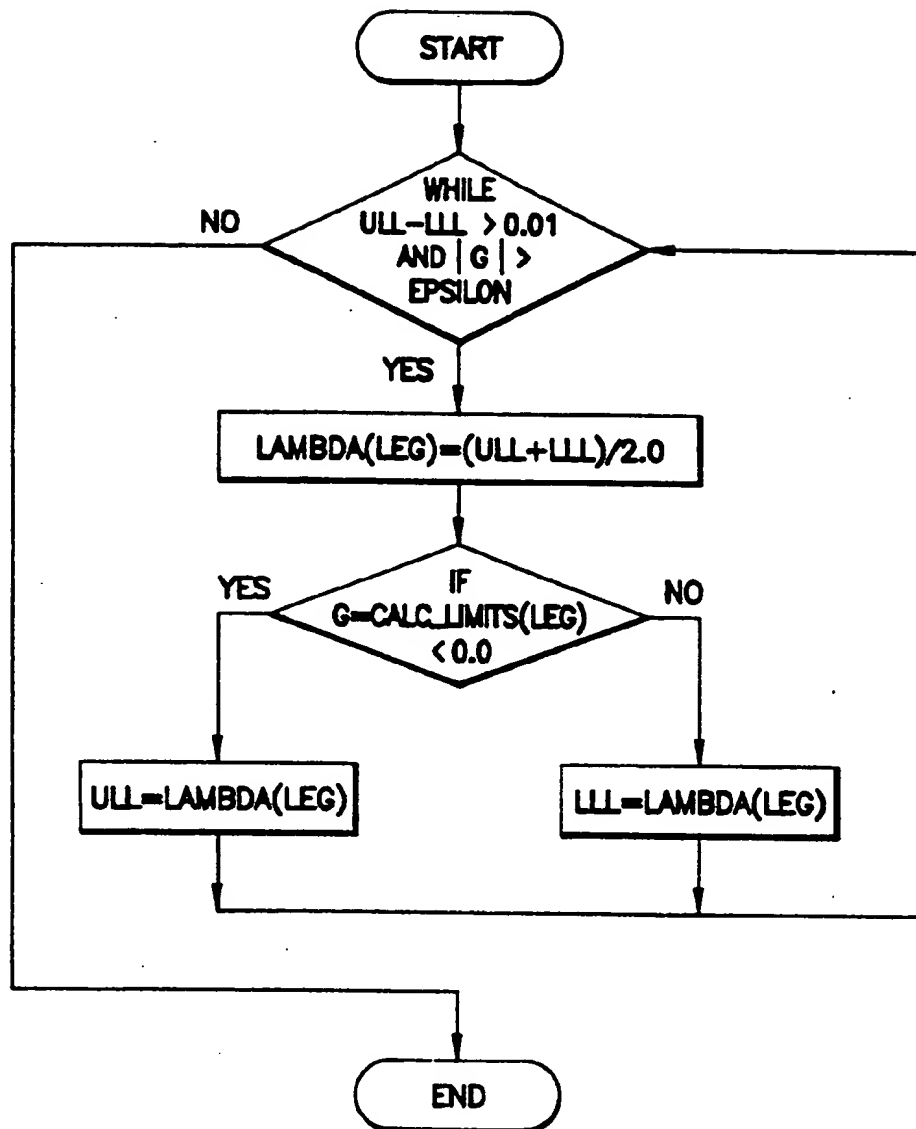 START
WHILE
ULL-LLL >0.01
AND | G | >
EPSILON
NO
YES
LAMBDA(LEG)=(ULL+LLL)/2.0
IF
G=CALC_LIMITS(LEG)
<0.0
YES
NO
ULL=LAMBDA(LEG)
LLL=LAMBDA(LEG)
END